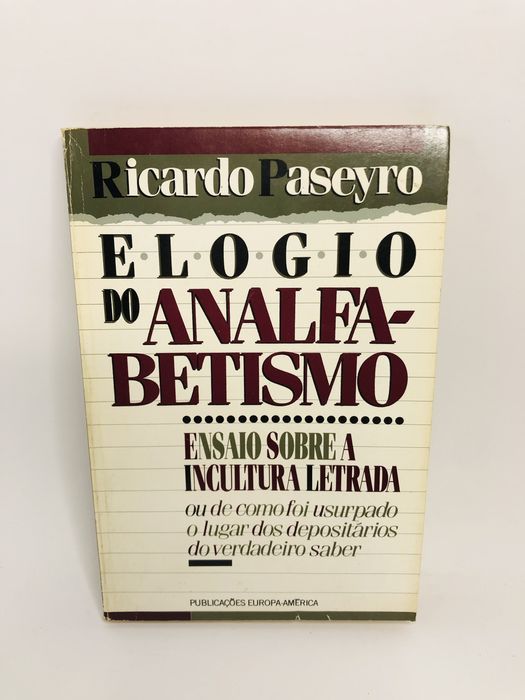 Ricardo Paseyro
E·L·O·G·I·O
DO ANALFA-
BETISMO
ENSAIO SOBRE A
INCULTURA LETRADA
ou de como foi usurpado
o lugar dos depositários
do verdadeiro saber
PUBLICAÇÕES EUROPA-AMÉRICA